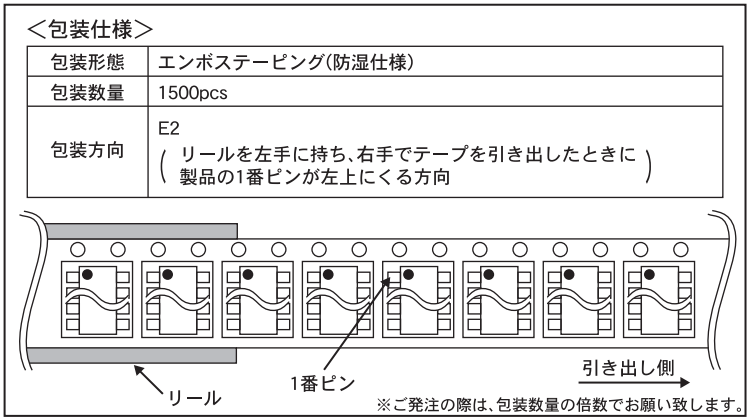 ＜包装仕様＞
包装形態 エンボステーピング(防湿仕様)
包装数量 1500pcs
包装方向 E2
(リールを左手に持ち、右手でテープを引き出したときに
製品の1番ピンが左上にくる方向)
リール
1番ピン
引き出し側
※ご発注の際は、包装数量の倍数でお願い致します。